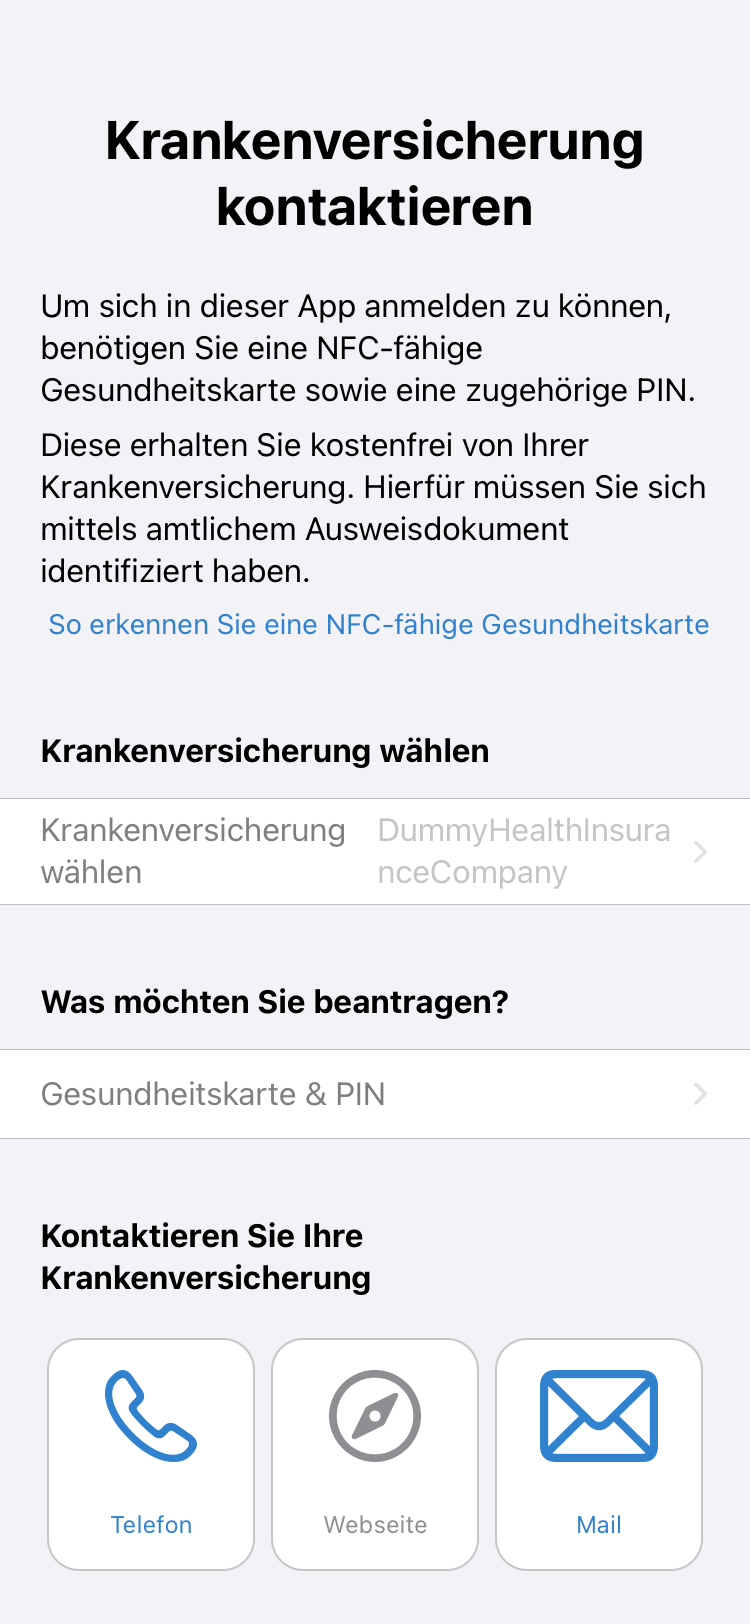 Krankenversicherung
kontaktieren
Um sich in dieser App anmelden zu können,
benötigen Sie eine NFC-fähige
Gesundheitskarte sowie eine zugehörige PIN.
Diese erhalten Sie kostenfrei von Ihrer
Krankenversicherung. Hierfür müssen Sie sich
mittels amtlichem Ausweisdokument
identifiziert haben.
So erkennen Sie eine NFC-fähige Gesundheitskarte
Krankenversicherung wählen
Krankenversicherung DummyHealthInsura
wählen nceCompany
Was möchten Sie beantragen?
Gesundheitskarte & PIN
Kontaktieren Sie Ihre
Krankenversicherung
Telefon Webseite Mail